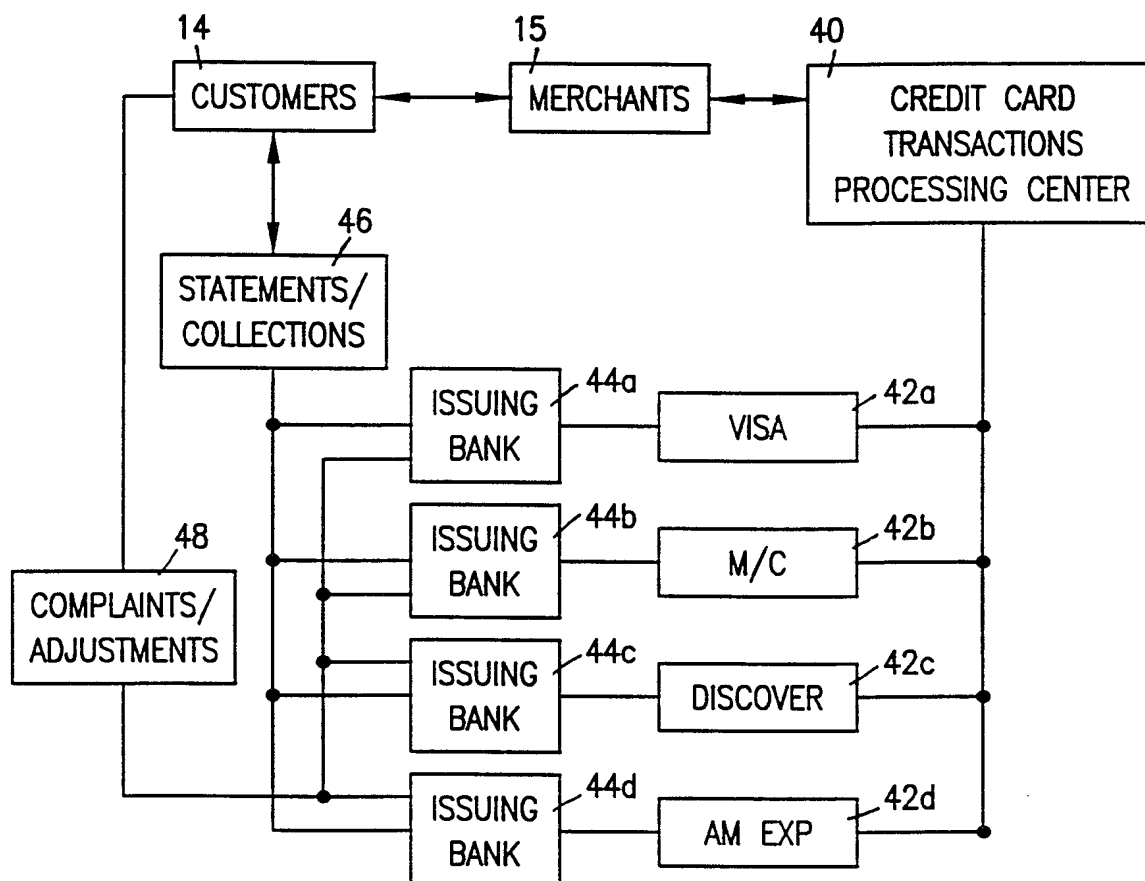 14
15
40
CUSTOMERS
MERCHANTS
CREDIT CARD
TRANSACTIONS
PROCESSING CENTER
46
STATEMENTS/
COLLECTIONS
44a
42a
ISSUING
BANK
VISA
44b
42b
ISSUING
BANK
M/C
48
COMPLAINTS/
ADJUSTMENTS
44c
42c
ISSUING
BANK
DISCOVER
44d
42d
ISSUING
BANK
AM EXP